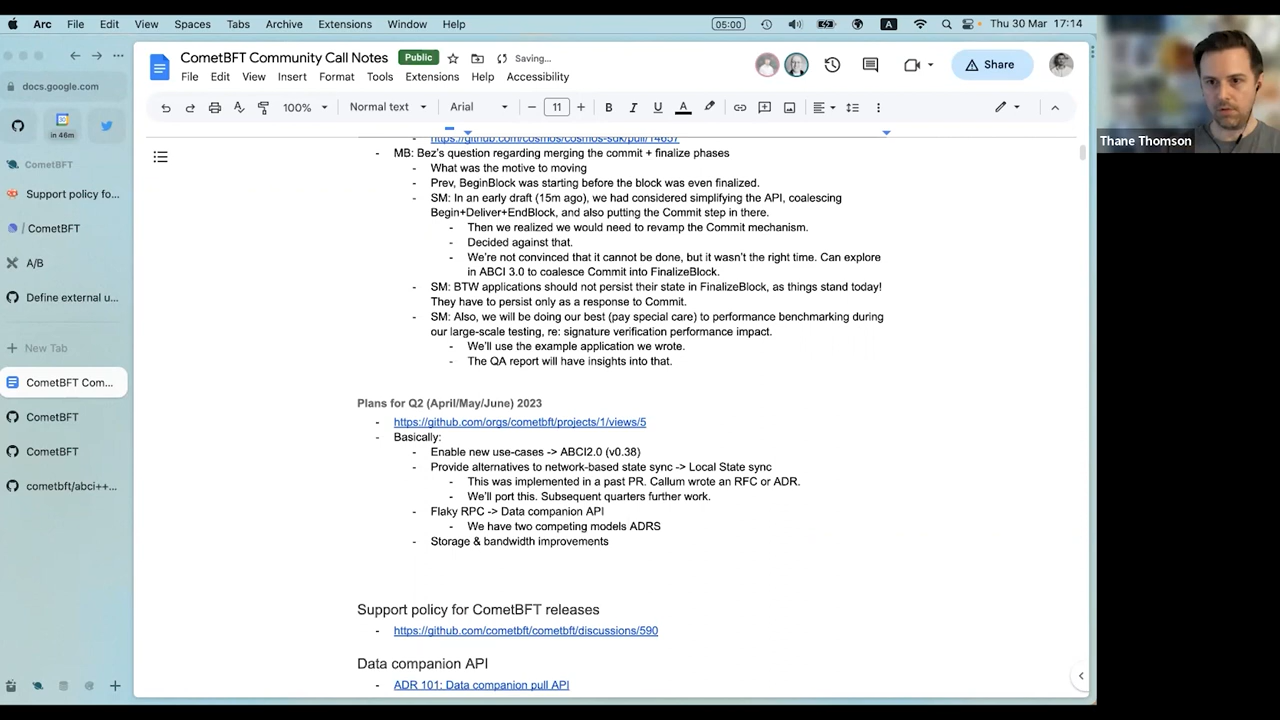 Arc File Edit View Spaces Tabs Archive Extensions Window Help 05:00 A Thu 30 Mar 17:14
CometBFT Community Call Notes Public Saving...
docs.google.com
File Edit View Insert Format Tools Extensions Help Accessibility
Share
in 46m
100% Normal text Arial 11 B I U A
Thane Thomson
CometBFT
Support policy fo...
/ CometBFT
A/B
Define external u...
New Tab
CometBFT Com...
CometBFT
CometBFT
cometbft/abci++...
https://github.com/cosmos/cosmos-sdk/pull/14657
- MB: Bez's question regarding merging the commit + finalize phases
- What was the motive to moving
- Prev, BeginBlock was starting before the block was even finalized.
- SM: In an early draft (15m ago), we had considered simplifying the API, coalescing
Begin+Deliver+EndBlock, and also putting the Commit step in there.
- Then we realized we would need to revamp the Commit mechanism.
- Decided against that.
- We're not convinced that it cannot be done, but it wasn't the right time. Can explore
in ABCI 3.0 to coalesce Commit into FinalizeBlock.
- SM: BTW applications should not persist their state in FinalizeBlock, as things stand today!
They have to persist only as a response to Commit.
- SM: Also, we will be doing our best (pay special care) to performance benchmarking during
our large-scale testing, re: signature verification performance impact.
- We'll use the example application we wrote.
- The QA report will have insights into that.
Plans for Q2 (April/May/June) 2023
- https://github.com/orgs/cometbft/projects/1/views/5
- Basically:
- Enable new use-cases -> ABCI2.0 (v0.38)
- Provide alternatives to network-based state sync -> Local State sync
- This was implemented in a past PR. Callum wrote an RFC or ADR.
- We'll port this. Subsequent quarters further work.
- Flaky RPC -> Data companion API
- We have two competing models ADRS
- Storage & bandwidth improvements
Support policy for CometBFT releases
- https://github.com/cometbft/cometbft/discussions/590
Data companion API
- ADR 101: Data companion pull API